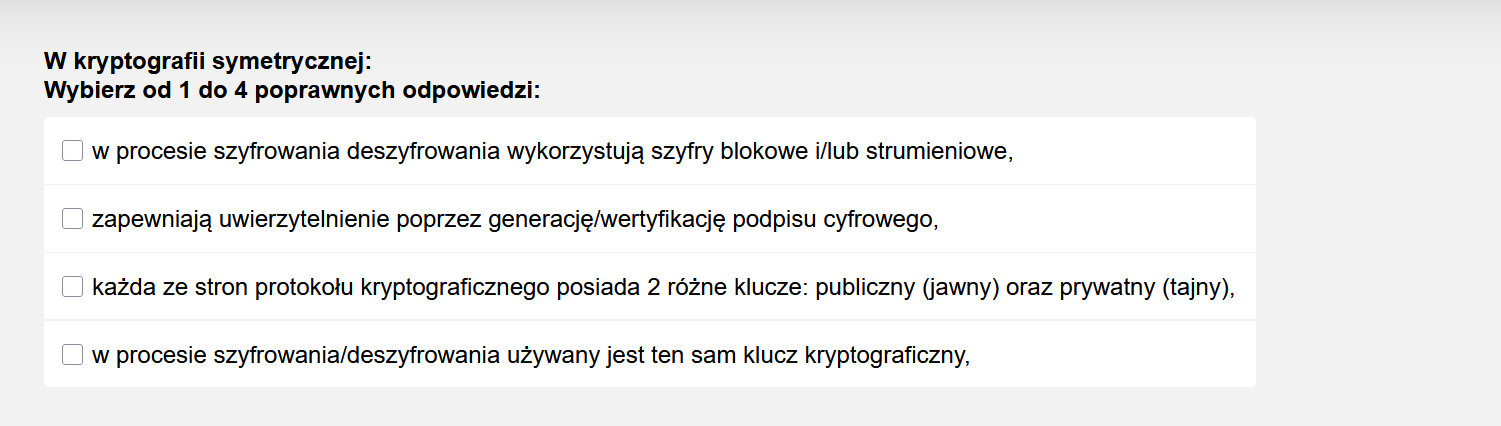 W kryptografii symetrycznej:
Wybierz od 1 do 4 poprawnych odpowiedzi:
w procesie szyfrowania deszyfrowania wykorzystują szyfry blokowe i/lub strumieniowe,
zapewniają uwierzytelnienie poprzez generację/wertyfikację podpisu cyfrowego,
każda ze stron protokołu kryptograficznego posiada 2 różne klucze: publiczny (jawny) oraz prywatny (tajny),
w procesie szyfrowania/deszyfrowania używany jest ten sam klucz kryptograficzny,